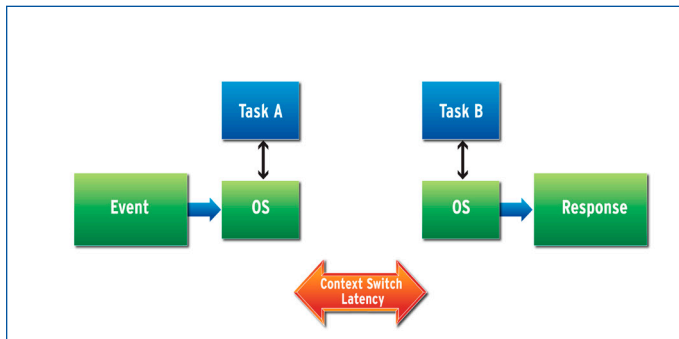 Task A
Task B
Event
OS
OS
Response
Context Switch
Latency